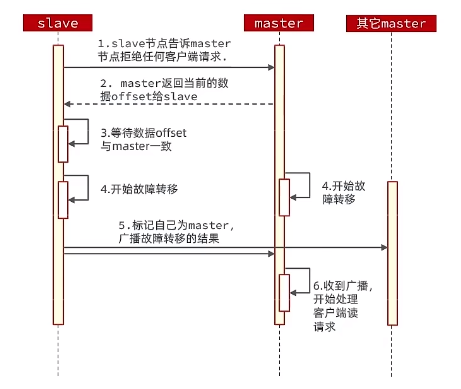 slave
master
其它master
1.slave节点告诉master
节点拒绝任何客户端请求.
2. master返回当前的数
据offset给slave
3.等待数据offset
与master一致
4.开始故障转移
4.开始故
障转移
5.标记自己为master,
广播故障转移的结果
6.收到广播,
开始处理
客户端读
请求